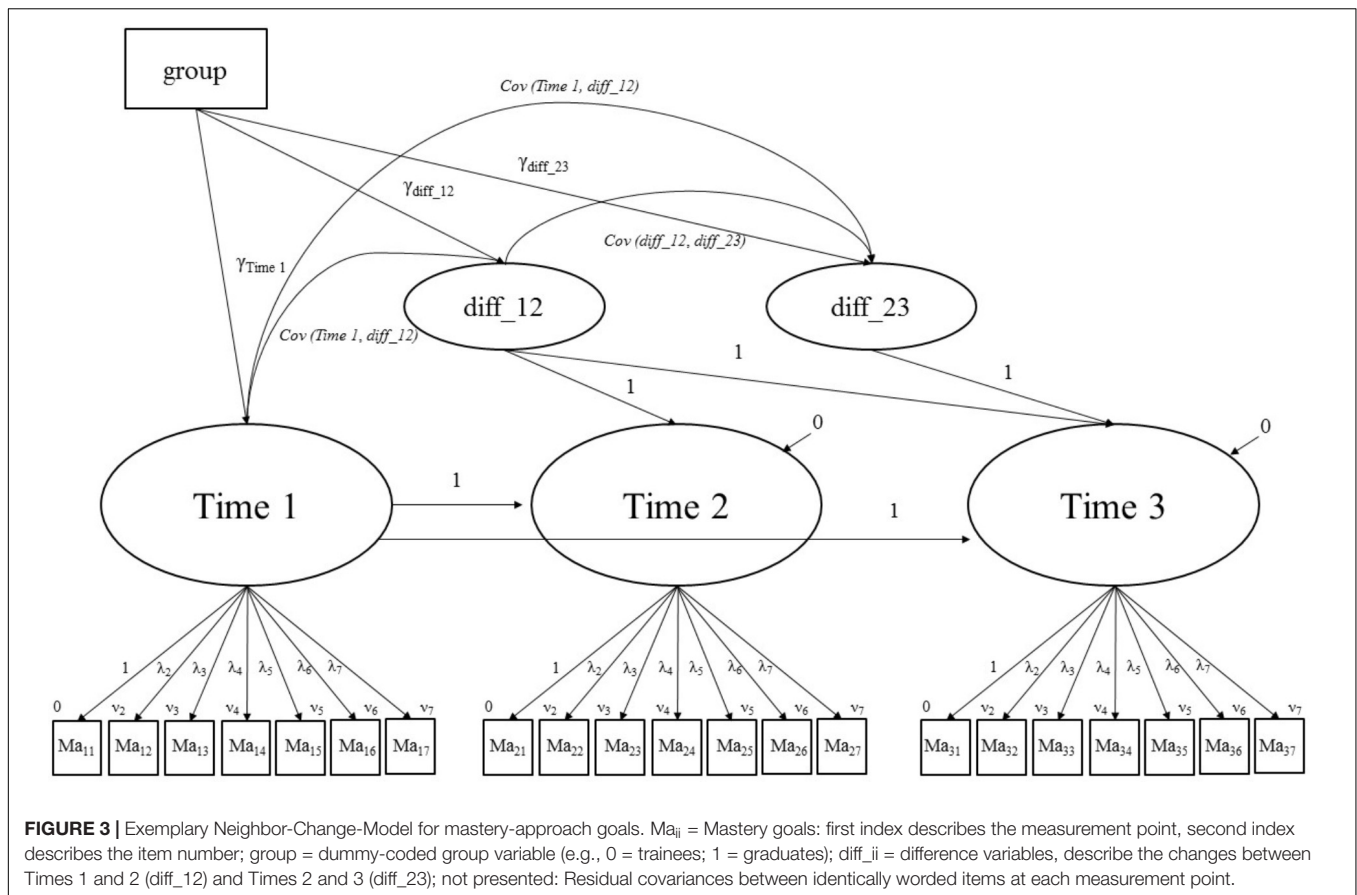 group
Cov (Time 1, diff_12)
γdiff_23
γdiff_12
Cov (diff_12, diff_23)
γTime 1
diff_12
diff_23
Cov (Time 1, diff_12)
1
1
1
0
0
Time 1
1
Time 2
1
Time 3
1 λ2 λ3 λ4 λ5 λ6 λ7
1 λ2 λ3 λ4 λ5 λ6 λ7
1 λ2 λ3 λ4 λ5 λ6 λ7
0 ν2 ν3 ν4 ν5 ν6 ν7
0 ν2 ν3 ν4 ν5 ν6 ν7
0 ν2 ν3 ν4 ν5 ν6 ν7
Ma11 Ma12 Ma13 Ma14 Ma15 Ma16 Ma17
Ma21 Ma22 Ma23 Ma24 Ma25 Ma26 Ma27
Ma31 Ma32 Ma33 Ma34 Ma35 Ma36 Ma37
FIGURE 3 | Exemplary Neighbor-Change-Model for mastery-approach goals. Maii = Mastery goals: first index describes the measurement point, second index
describes the item number; group = dummy-coded group variable (e.g., 0 = trainees; 1 = graduates); diff_ii = difference variables, describe the changes between
Times 1 and 2 (diff_12) and Times 2 and 3 (diff_23); not presented: Residual covariances between identically worded items at each measurement point.